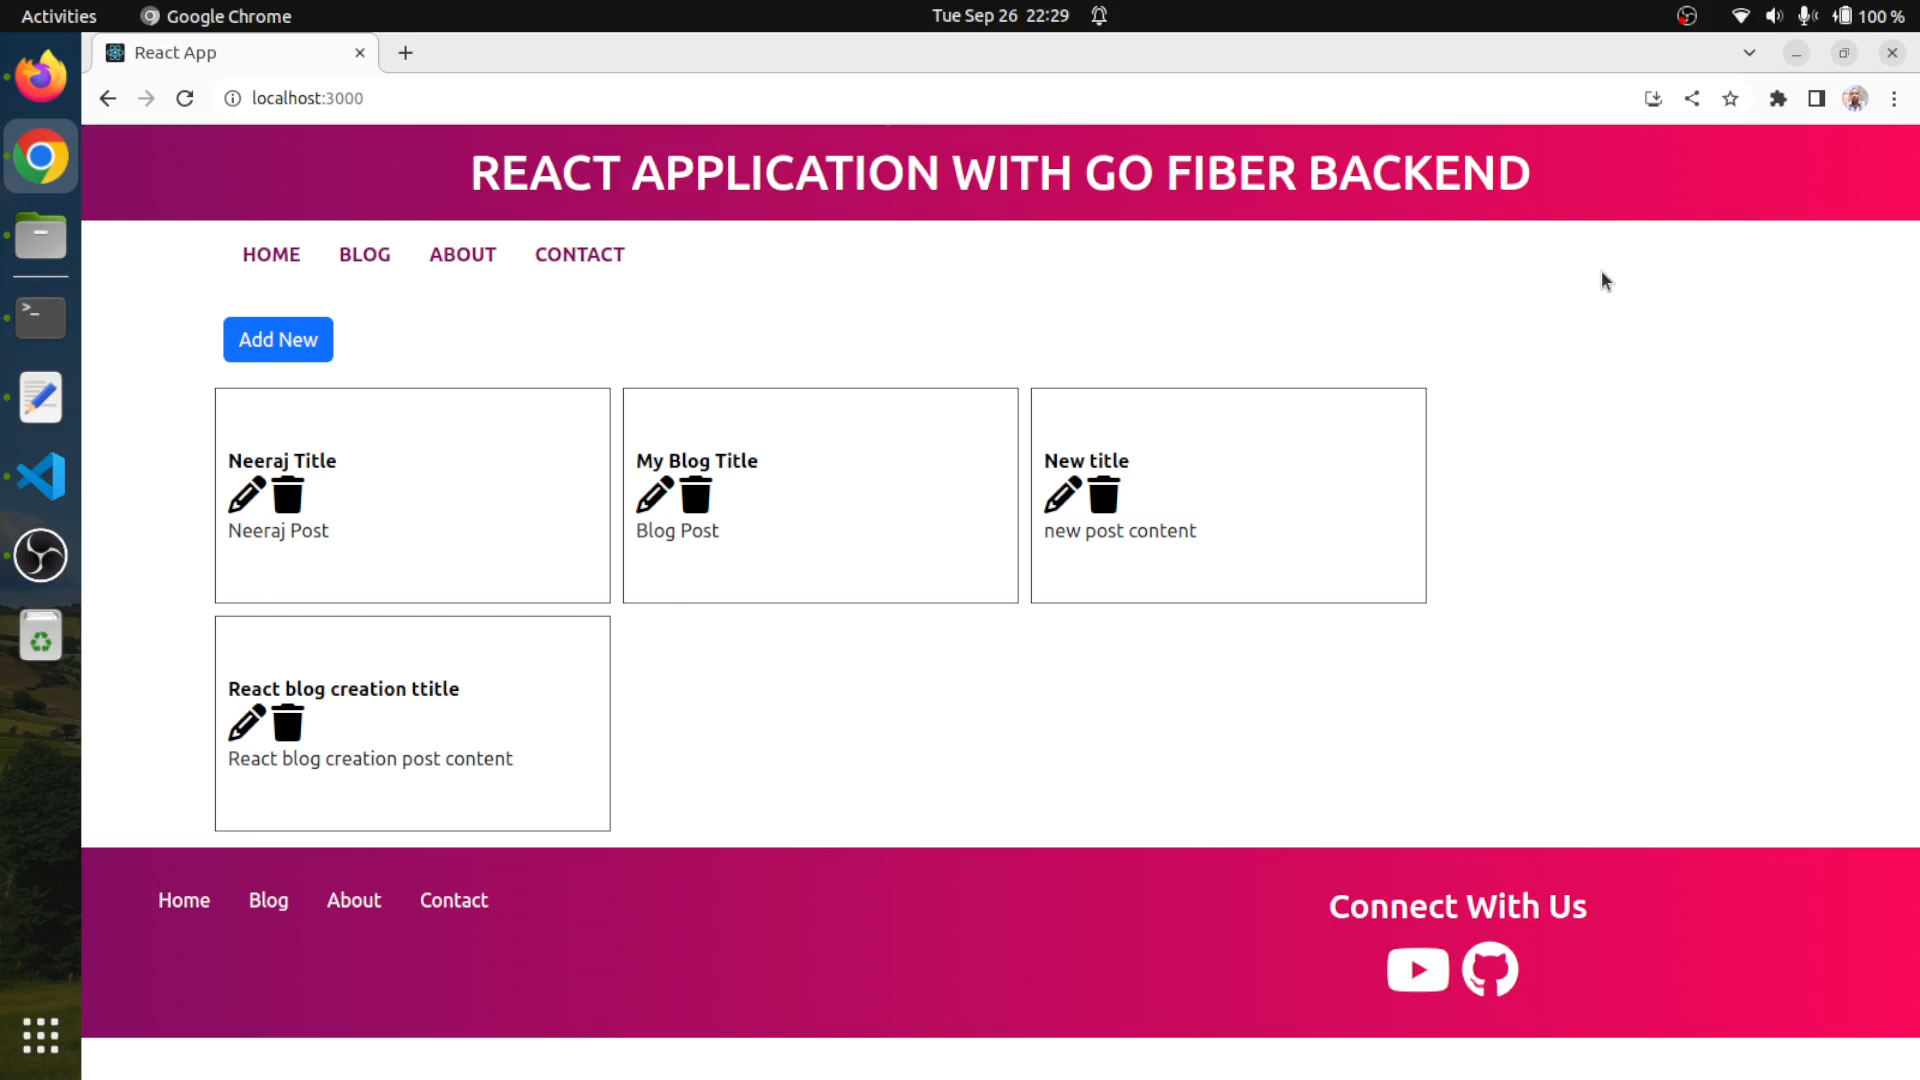 Activities Google Chrome Tue Sep 26 22:29 100 %
React App
localhost:3000
REACT APPLICATION WITH GO FIBER BACKEND
HOME BLOG ABOUT CONTACT
Add New
Neeraj Title
Neeraj Post
My Blog Title
Blog Post
New title
new post content
React blog creation ttitle
React blog creation post content
Home Blog About Contact
Connect With Us